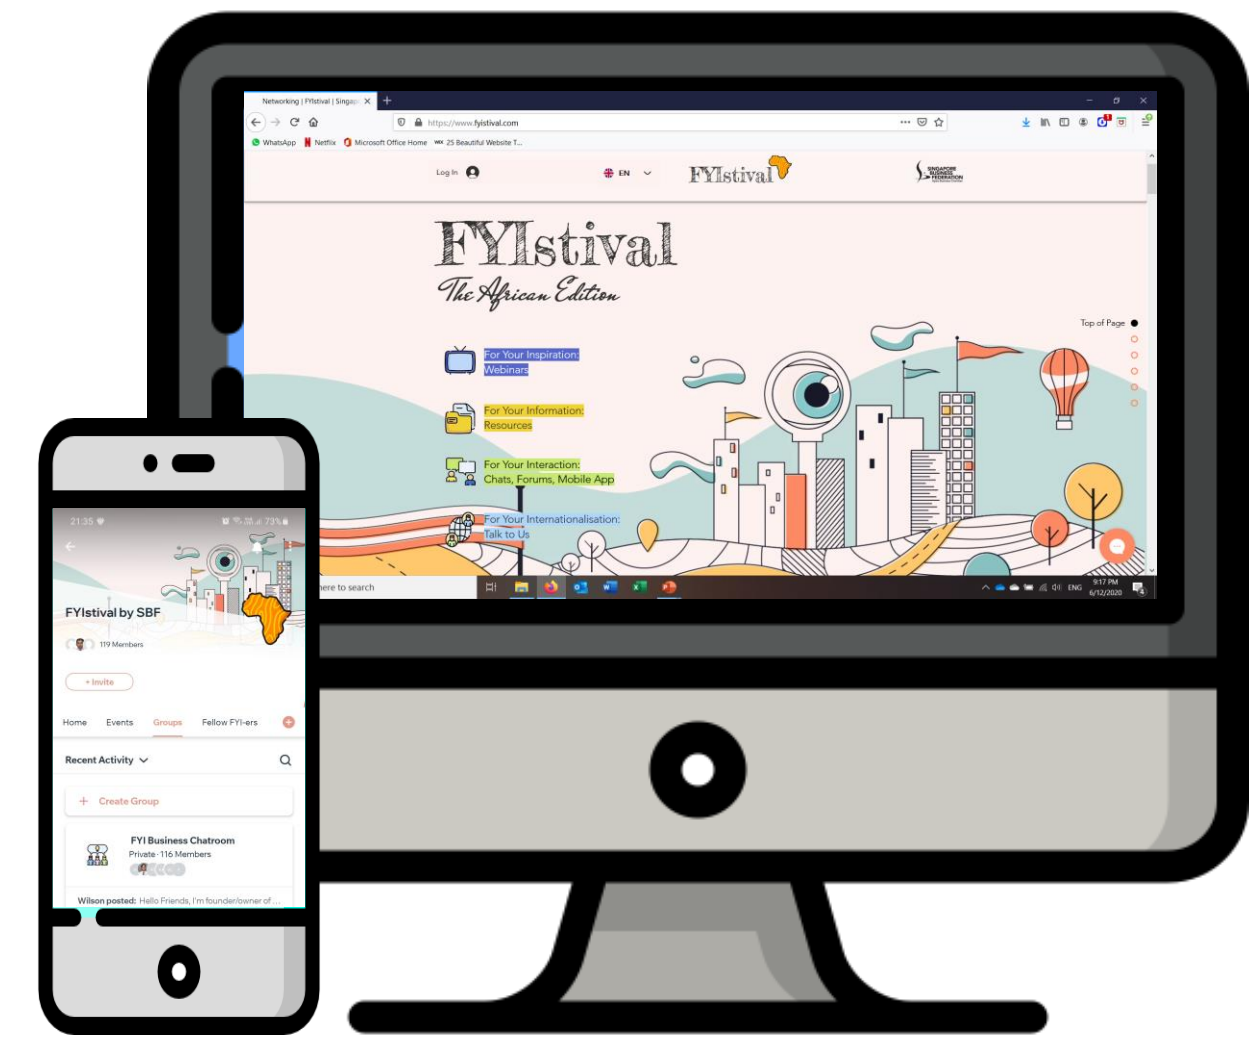 Networking | FYIstival | Singap
https://www.fyistival.com
WhatsApp Netflix Microsoft Office Home WIX 25 Beautiful Website T...
Log In EN FYIstival SINGAPORE BUSINESS FEDERATION
FYIstival
The African Edition
Top of Page
For Your Inspiration:
Webinars
For Your Information:
Resources
For Your Interaction:
Chats, Forums, Mobile App
For Your Internationalisation:
Talk to Us
here to search
ENG
9:17 PM
6/12/2020
21:35 73%
FYIstival by SBF
119 Members
+ Invite
Home Events Groups Fellow FYI-ers
Recent Activity
+ Create Group
FYI Business Chatroom
Private · 116 Members
Wilson posted: Hello Friends, I'm founder/owner of ...